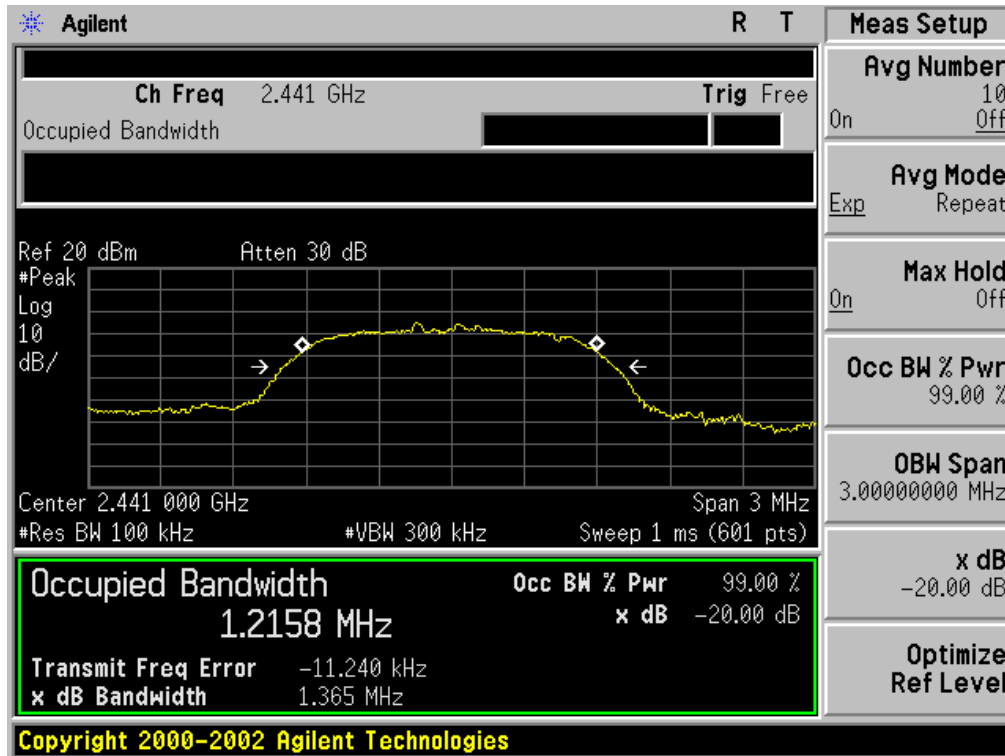 Agilent R T
Ch Freq 2.441 GHz Trig Free
Occupied Bandwidth
Ref 20 dBm Atten 30 dB
#Peak
Log
10
dB/
Center 2.441 000 GHz Span 3 MHz
#Res BW 100 kHz #VBW 300 kHz Sweep 1 ms (601 pts)
Occupied Bandwidth
1.2158 MHz
Occ BW % Pwr 99.00 %
x dB -20.00 dB
Transmit Freq Error -11.240 kHz
x dB Bandwidth 1.365 MHz
Copyright 2000-2002 Agilent Technologies
Meas Setup
Avg Number
10
On Off
Avg Mode
Exp Repeat
Max Hold
On Off
Occ BW % Pwr
99.00 %
OBW Span
3.00000000 MHz
x dB
-20.00 dB
Optimize
Ref Level